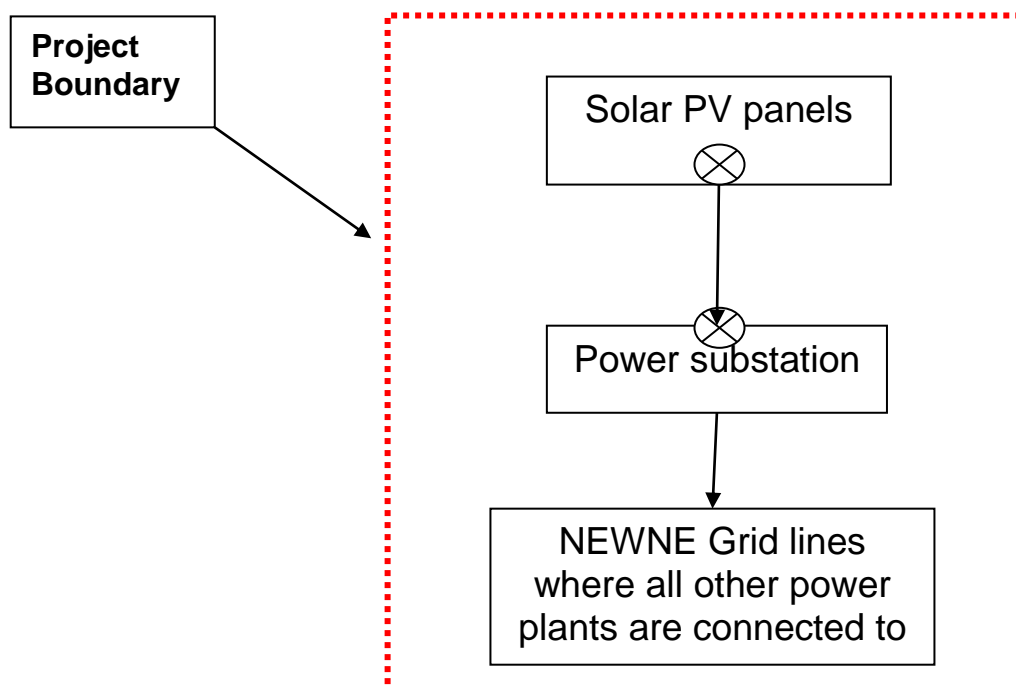 Project
Boundary
Solar PV panels
Power substation
NEWNE Grid lines
where all other power
plants are connected to